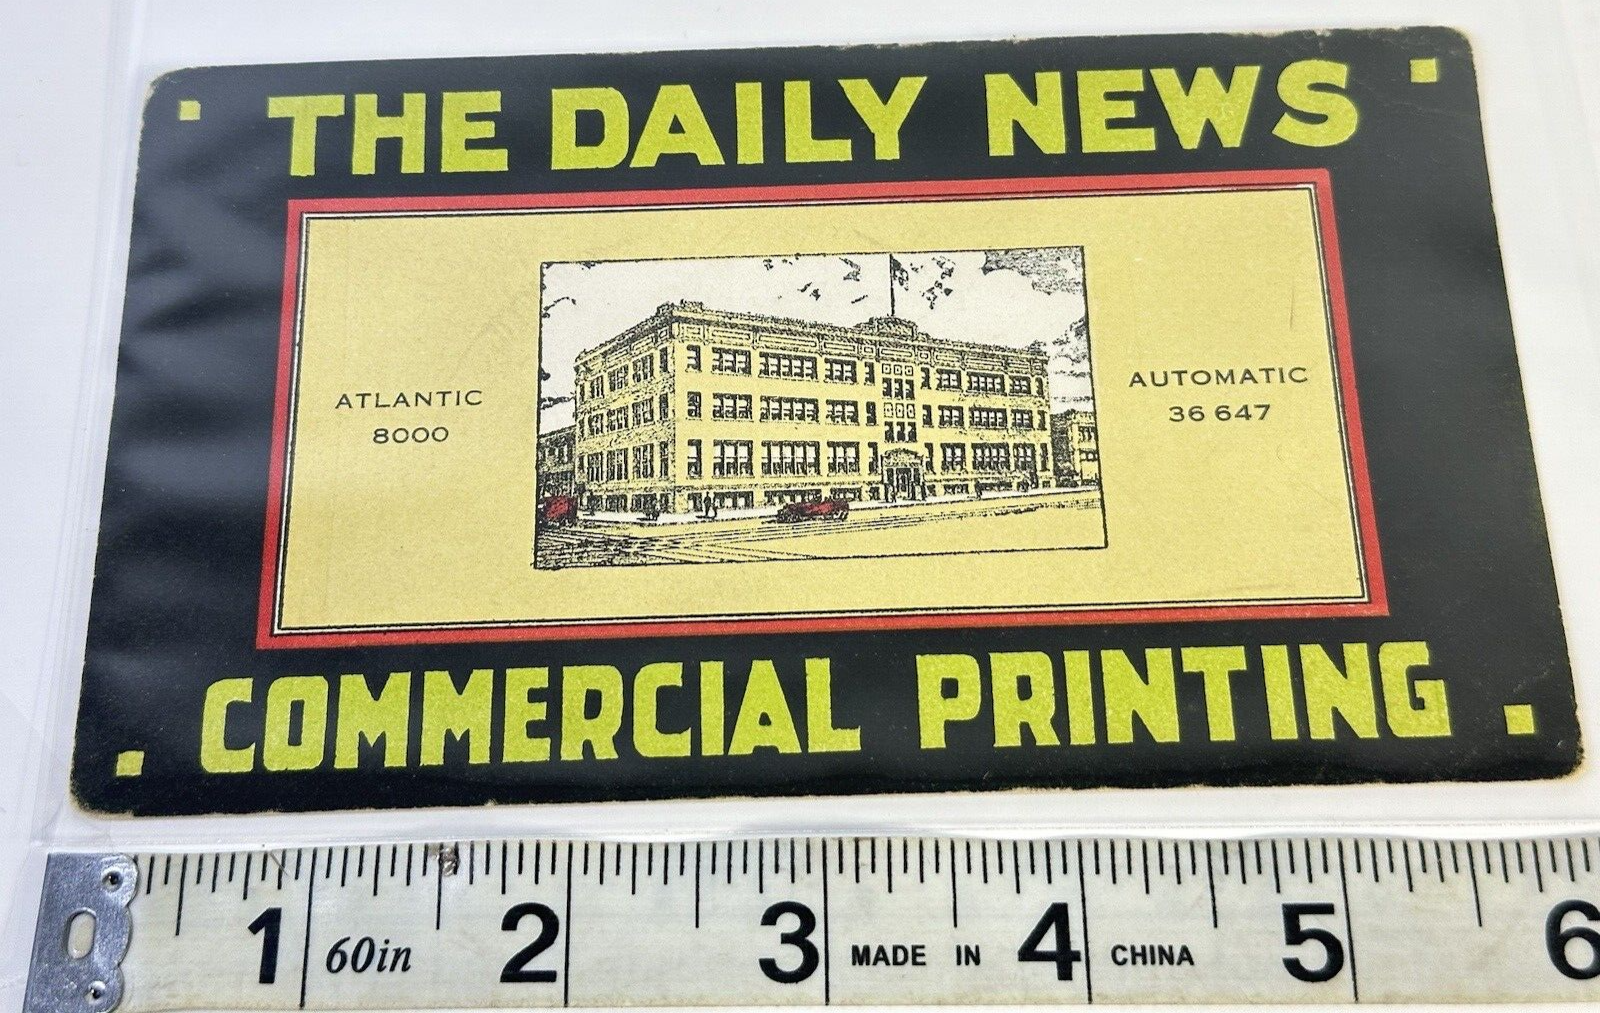 THE DAILY NEWS
ATLANTIC
8000
AUTOMATIC
36 647
COMMERCIAL PRINTING
1 60in 2 3 MADE IN 4 CHINA 5 6